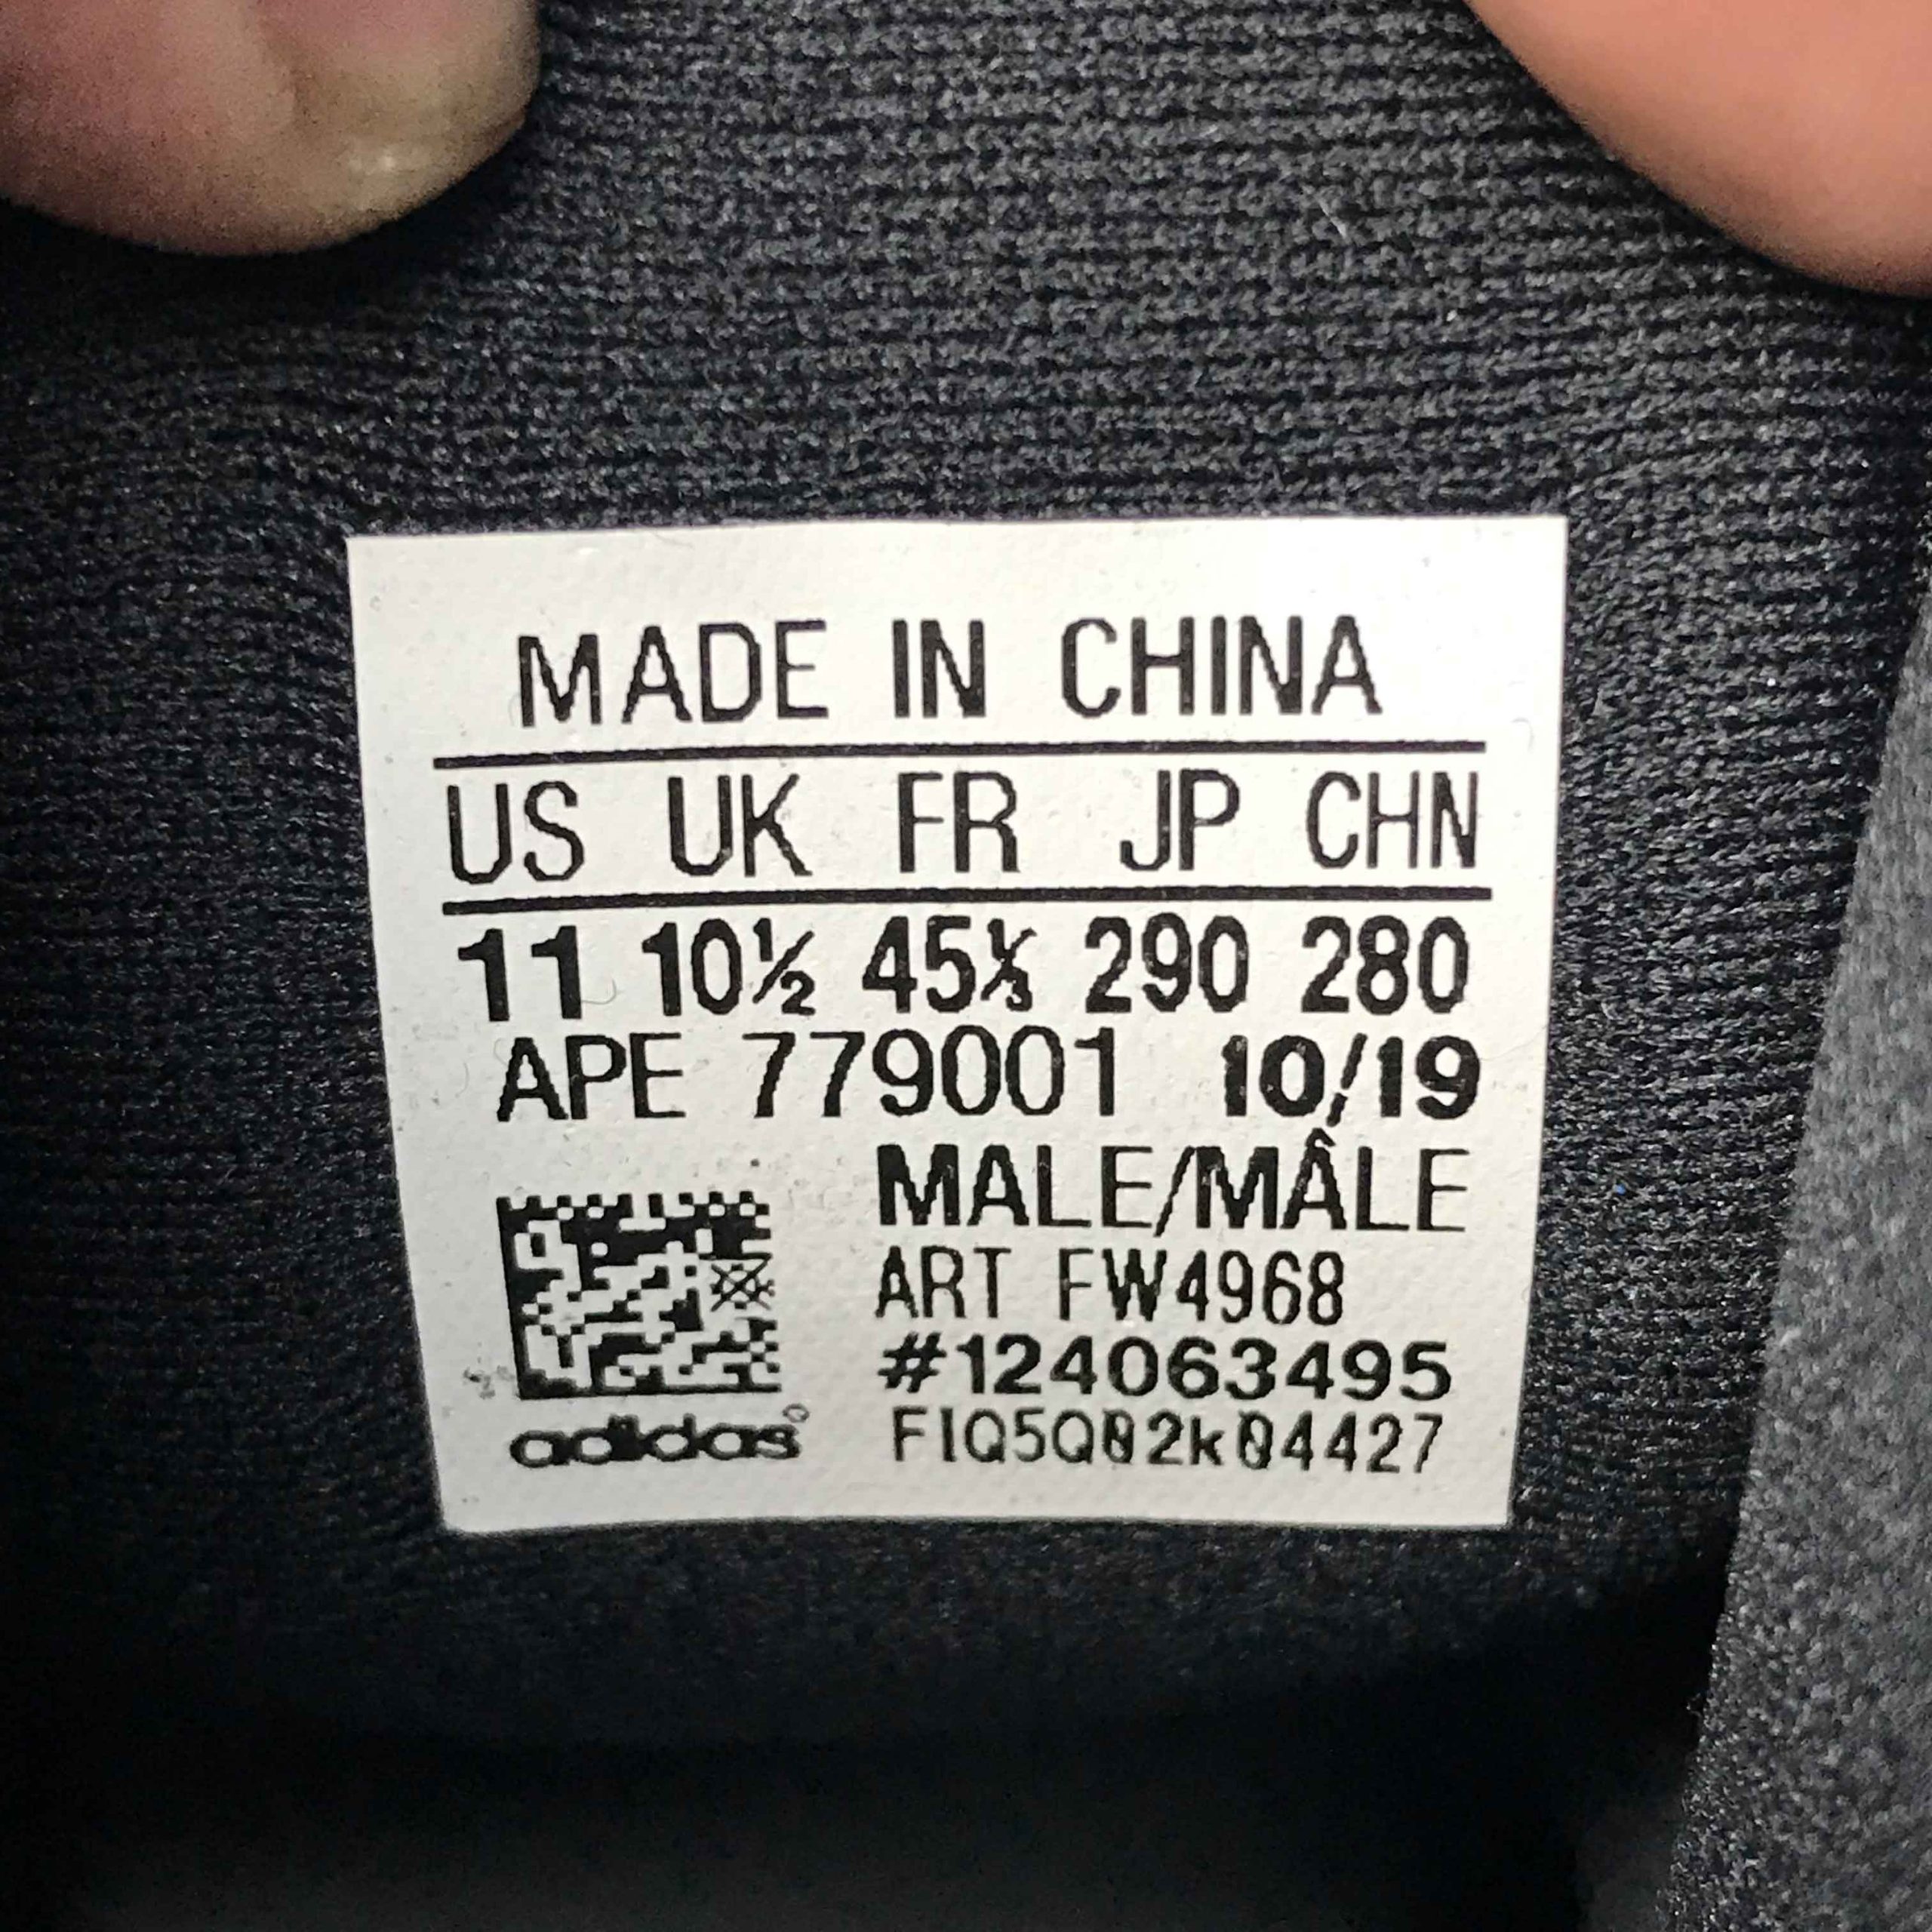 MADE IN CHINA
US UK FR JP CHN
11 10½ 45⅓ 290 280
APE 779001 10/19
MALE/MÂLE
ART FW4968
#124063495
adidas® FIQ5Q02k04427